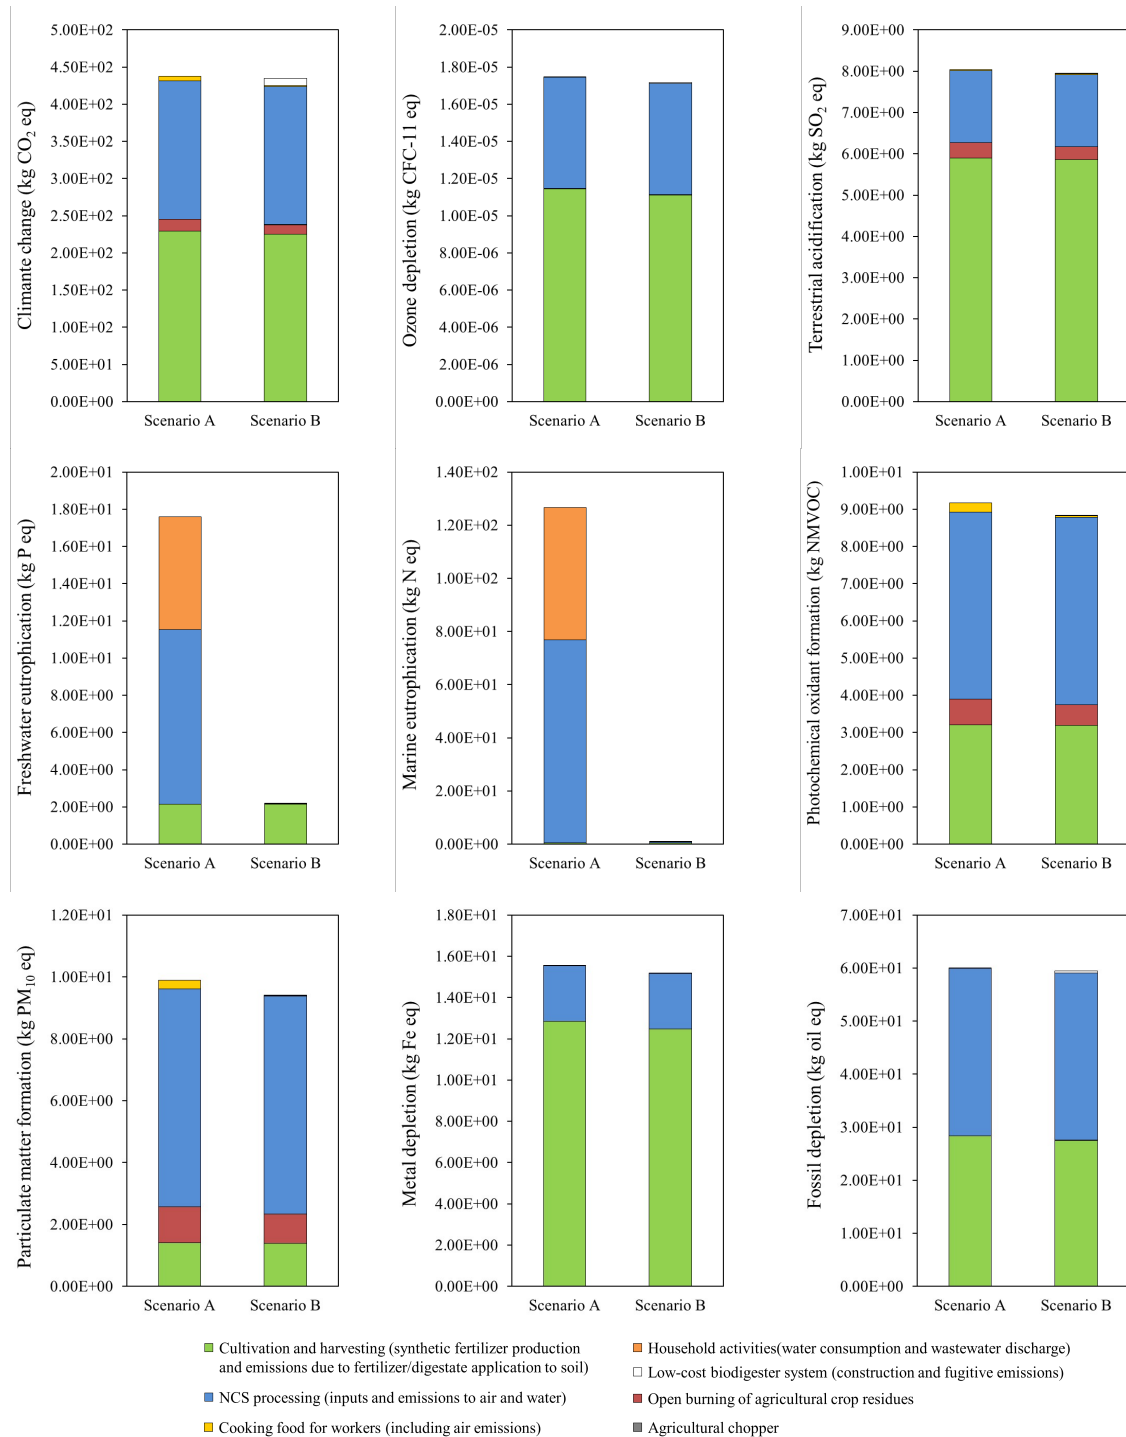 Climante change (kg CO2 eq)
5.00E+02
4.50E+02
4.00E+02
3.50E+02
3.00E+02
2.50E+02
2.00E+02
1.50E+02
1.00E+02
5.00E+01
0.00E+00
Scenario A
Scenario B
Ozone depletion (kg CFC-11 eq)
2.00E-05
1.80E-05
1.60E-05
1.40E-05
1.20E-05
1.00E-05
8.00E-06
6.00E-06
4.00E-06
2.00E-06
0.00E+00
Scenario A
Scenario B
Terrestrial acidification (kg SO2 eq)
9.00E+00
8.00E+00
7.00E+00
6.00E+00
5.00E+00
4.00E+00
3.00E+00
2.00E+00
1.00E+00
0.00E+00
Scenario A
Scenario B
Freshwater eutrophication (kg P eq)
2.00E+01
1.80E+01
1.60E+01
1.40E+01
1.20E+01
1.00E+01
8.00E+00
6.00E+00
4.00E+00
2.00E+00
0.00E+00
Scenario A
Scenario B
Marine eutrophication (kg N eq)
1.40E+02
1.20E+02
1.00E+02
8.00E+01
6.00E+01
4.00E+01
2.00E+01
0.00E+00
Scenario A
Scenario B
Photochemical oxidant formation (kg NMVOC)
1.00E+01
9.00E+00
8.00E+00
7.00E+00
6.00E+00
5.00E+00
4.00E+00
3.00E+00
2.00E+00
1.00E+00
0.00E+00
Scenario A
Scenario B
Particulate matter formation (kg PM10 eq)
1.20E+01
1.00E+01
8.00E+00
6.00E+00
4.00E+00
2.00E+00
0.00E+00
Scenario A
Scenario B
Metal depletion (kg Fe eq)
1.80E+01
1.60E+01
1.40E+01
1.20E+01
1.00E+01
8.00E+00
6.00E+00
4.00E+00
2.00E+00
0.00E+00
Scenario A
Scenario B
Fossil depletion (kg oil eq)
7.00E+01
6.00E+01
5.00E+01
4.00E+01
3.00E+01
2.00E+01
1.00E+01
0.00E+00
Scenario A
Scenario B
Cultivation and harvesting (synthetic fertilizer production
and emissions due to fertilizer/digestate application to soil)
NCS processing (inputs and emissions to air and water)
Cooking food for workers (including air emissions)
Household activities(water consumption and wastewater discharge)
Low-cost biodigester system (construction and fugitive emissions)
Open burning of agricultural crop residues
Agricultural chopper